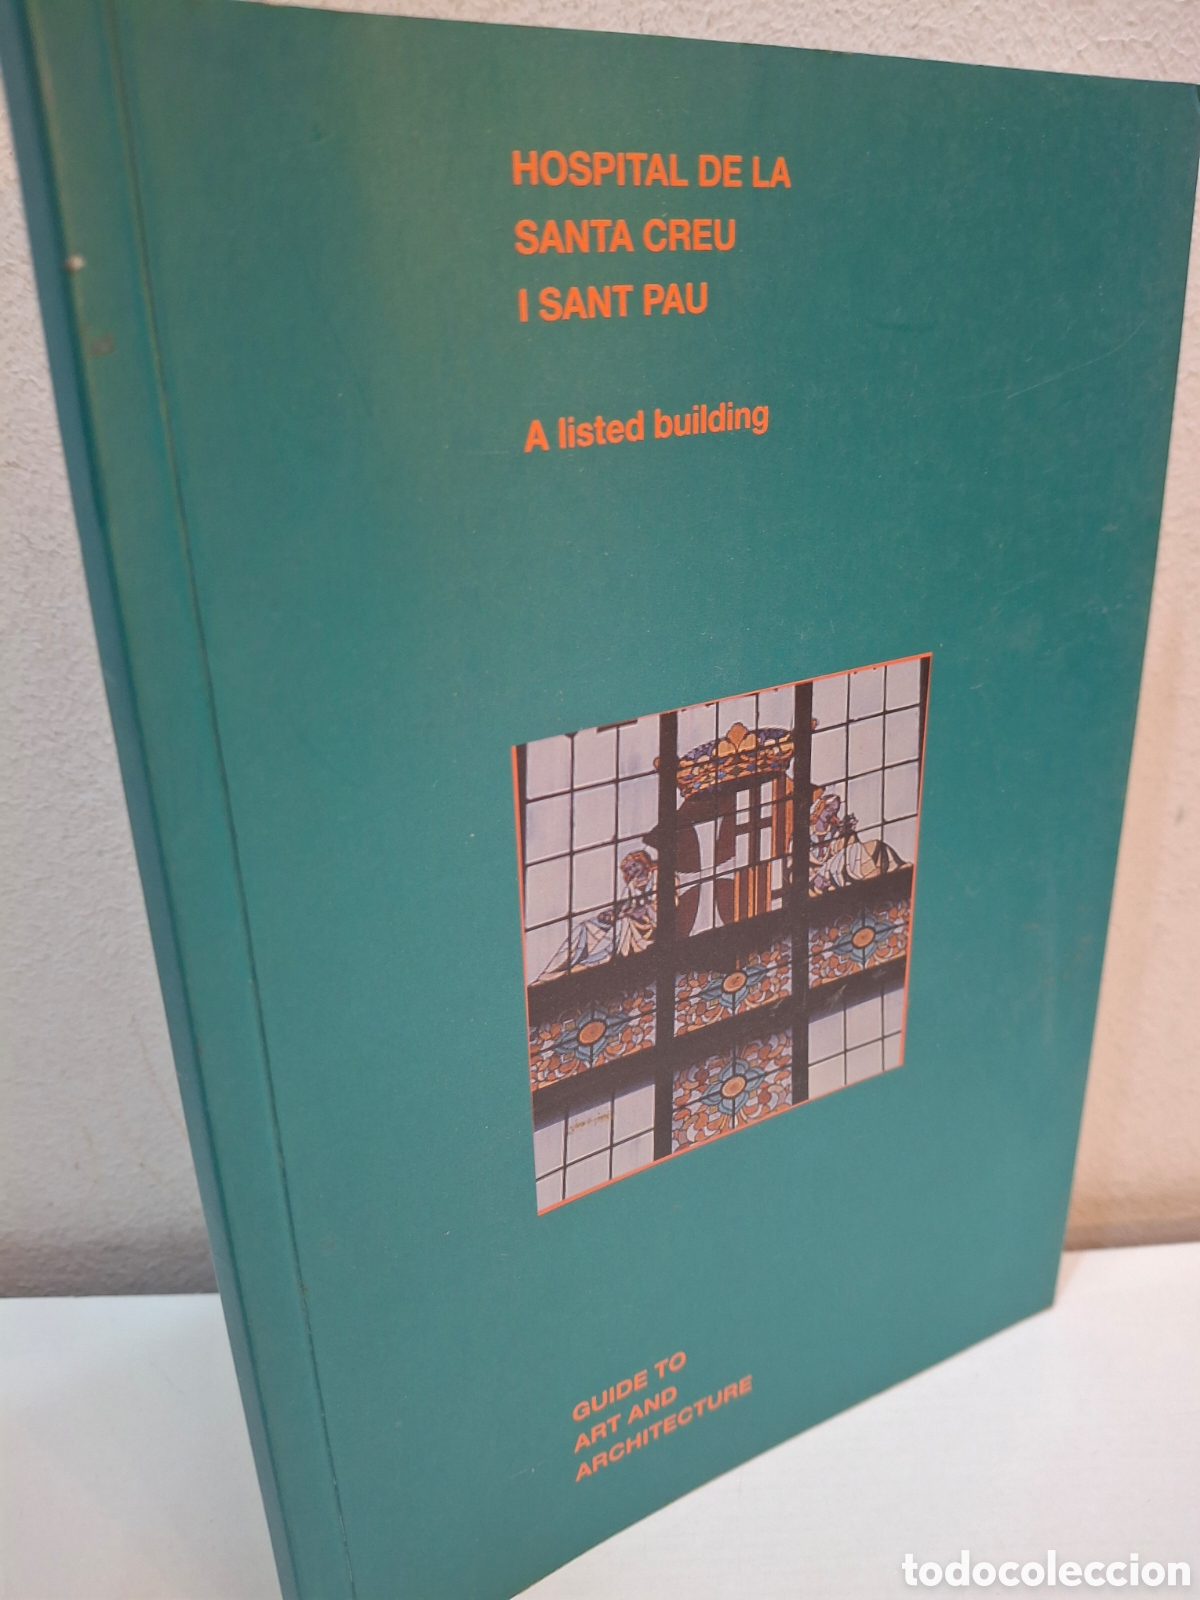 HOSPITAL DE LA
SANTA CREU
I SANT PAU
A listed building
GUIDE TO
ART AND
ARCHITECTURE
todocoleccion